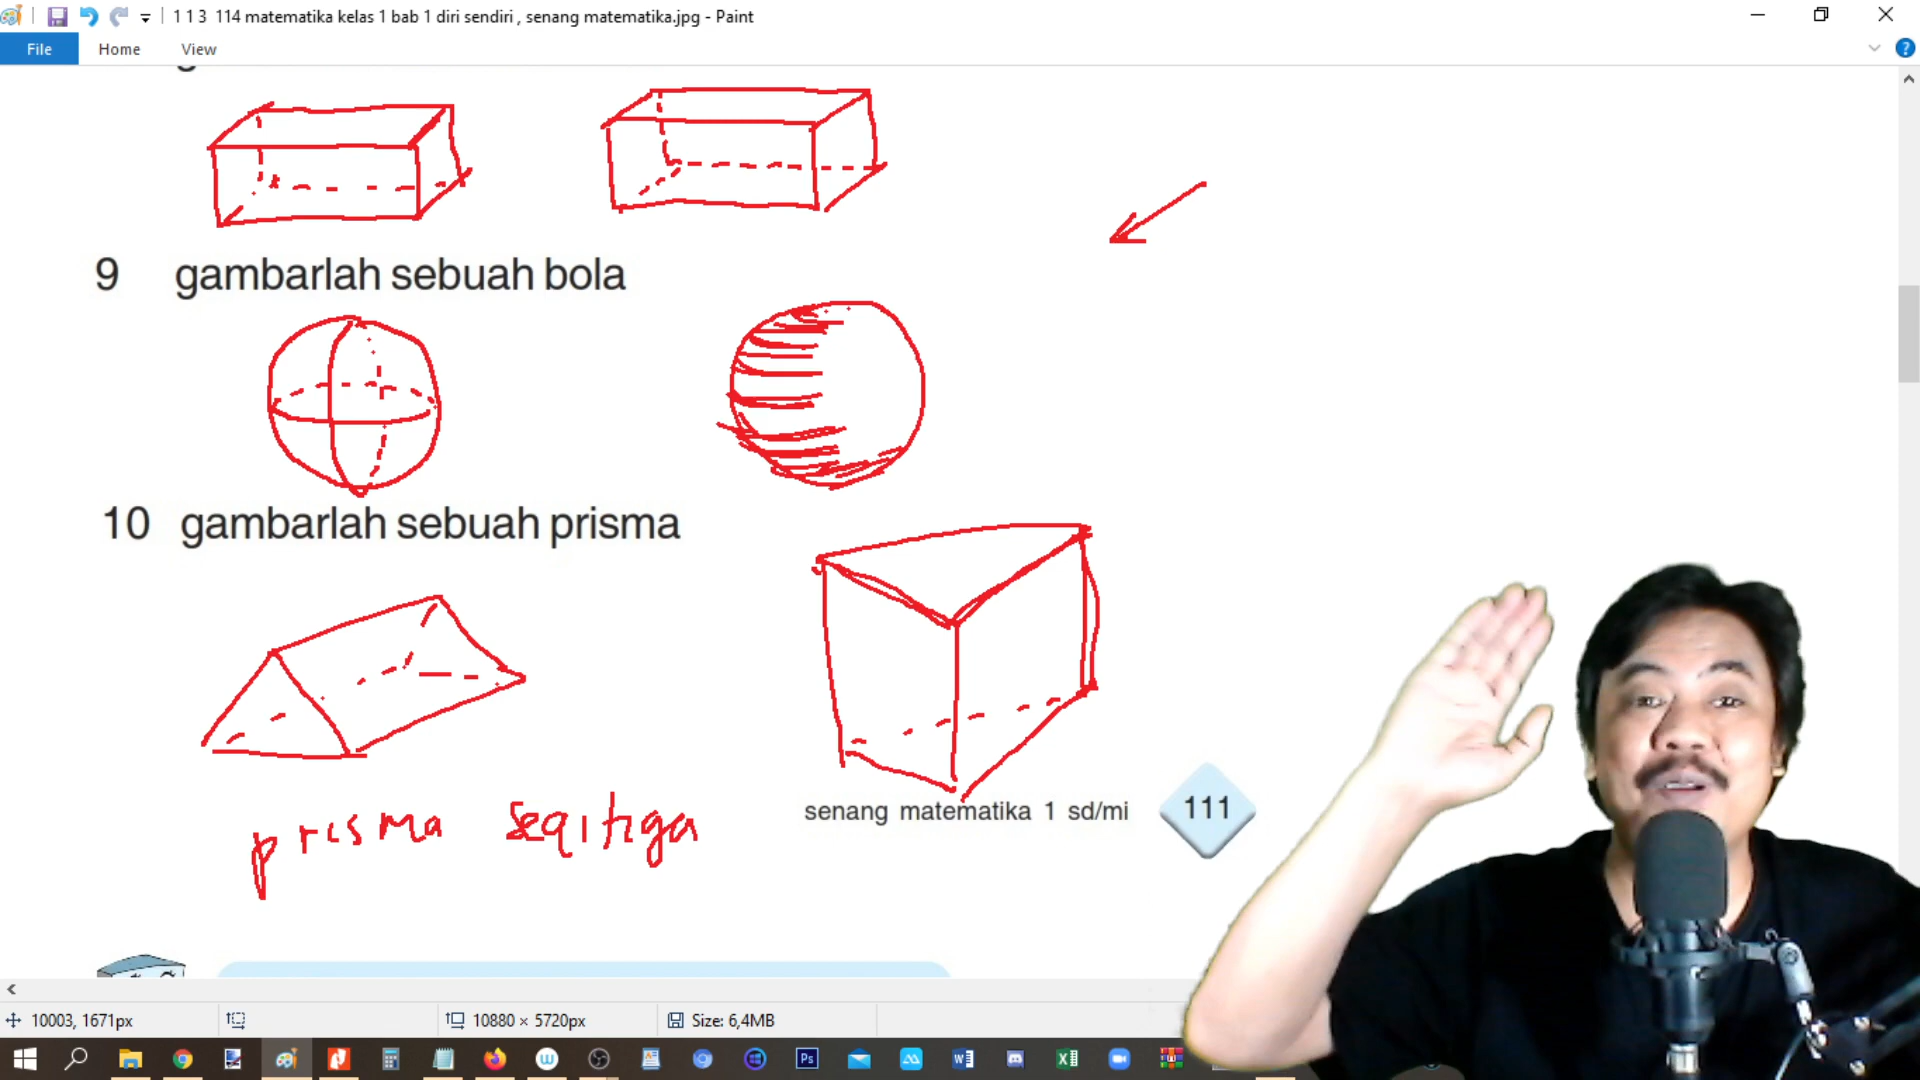 1 1 3 114 matematika kelas 1 bab 1 diri sendiri , senang matematika.jpg - Paint
File Home View
9 gambarlah sebuah bola
10 gambarlah sebuah prisma
prisma segitiga
senang matematika 1 sd/mi 111
10003, 1671px 10880 × 5720px Size: 6,4MB